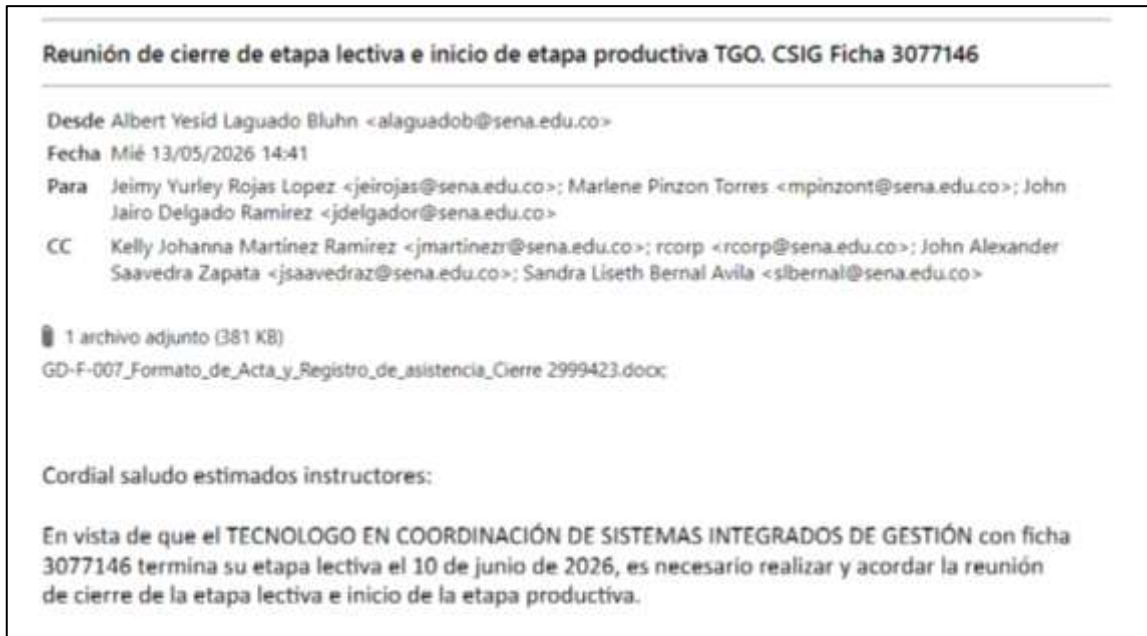 Reunión de cierre de etapa lectiva e inicio de etapa productiva TGO. CSIG Ficha 3077146
Desde Albert Yesid Laguado Bluhn <alaguadob@sena.edu.co>
Fecha Mié 13/05/2026 14:41
Para Jeimy Yurley Rojas Lopez <jeirojas@sena.edu.co>; Marlene Pinzon Torres <mpinzont@sena.edu.co>; John
Jairo Delgado Ramirez <jdelgador@sena.edu.co>
CC Kelly Johanna Martinez Ramirez <jmartinezr@sena.edu.co>; rcorp <rcorp@sena.edu.co>; John Alexander
Saavedra Zapata <jsaavedraz@sena.edu.co>; Sandra Liseth Bernal Avila <slbernal@sena.edu.co>
1 archivo adjunto (381 KB)
GD-F-007_Formato_de_Acta_y_Registro_de_asistencia_Cierre 2999423.docx;
Cordial saludo estimados instructores:
En vista de que el TECNOLOGO EN COORDINACIÓN DE SISTEMAS INTEGRADOS DE GESTIÓN con ficha
3077146 termina su etapa lectiva el 10 de junio de 2026, es necesario realizar y acordar la reunión
de cierre de la etapa lectiva e inicio de la etapa productiva.